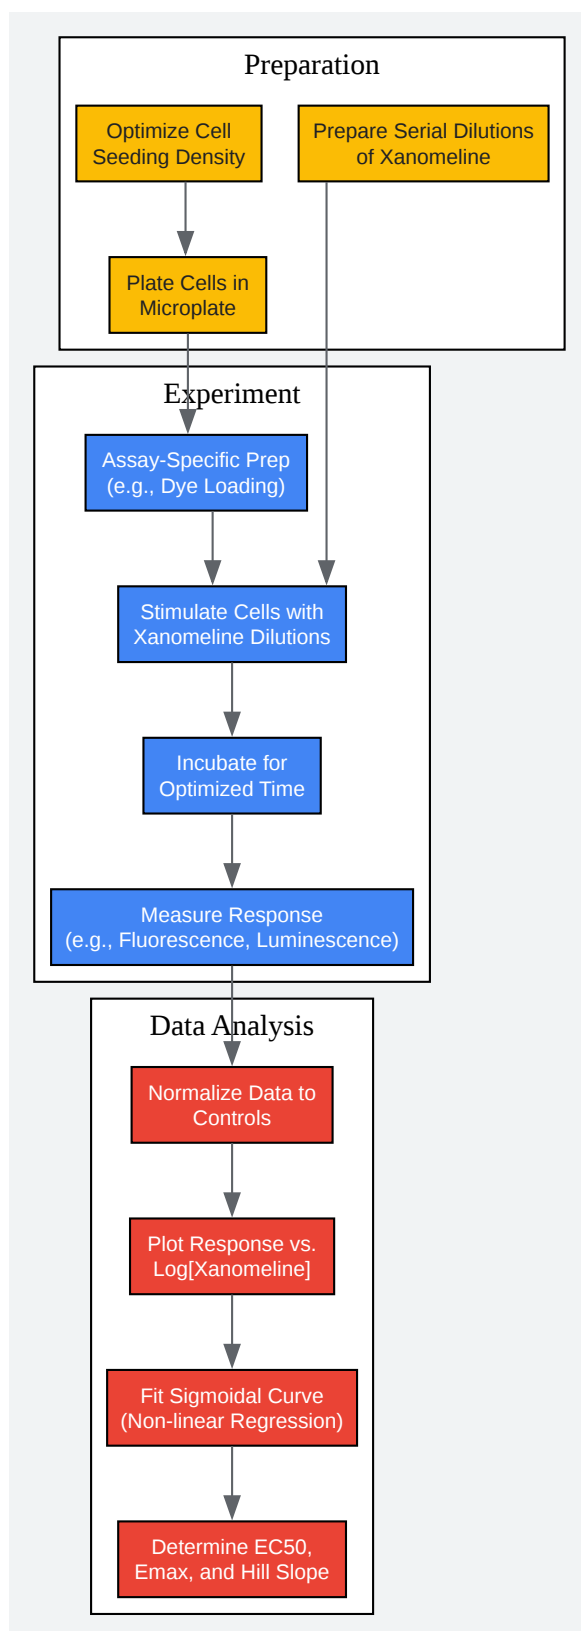 Preparation
Optimize Cell
Seeding Density
Prepare Serial Dilutions
of Xanomeline
Plate Cells in
Microplate
Experiment
Assay-Specific Prep
(e.g., Dye Loading)
Stimulate Cells with
Xanomeline Dilutions
Incubate for
Optimized Time
Measure Response
(e.g., Fluorescence, Luminescence)
Data Analysis
Normalize Data to
Controls
Plot Response vs.
Log[Xanomeline]
Fit Sigmoidal Curve
(Non-linear Regression)
Determine EC50,
Emax, and Hill Slope